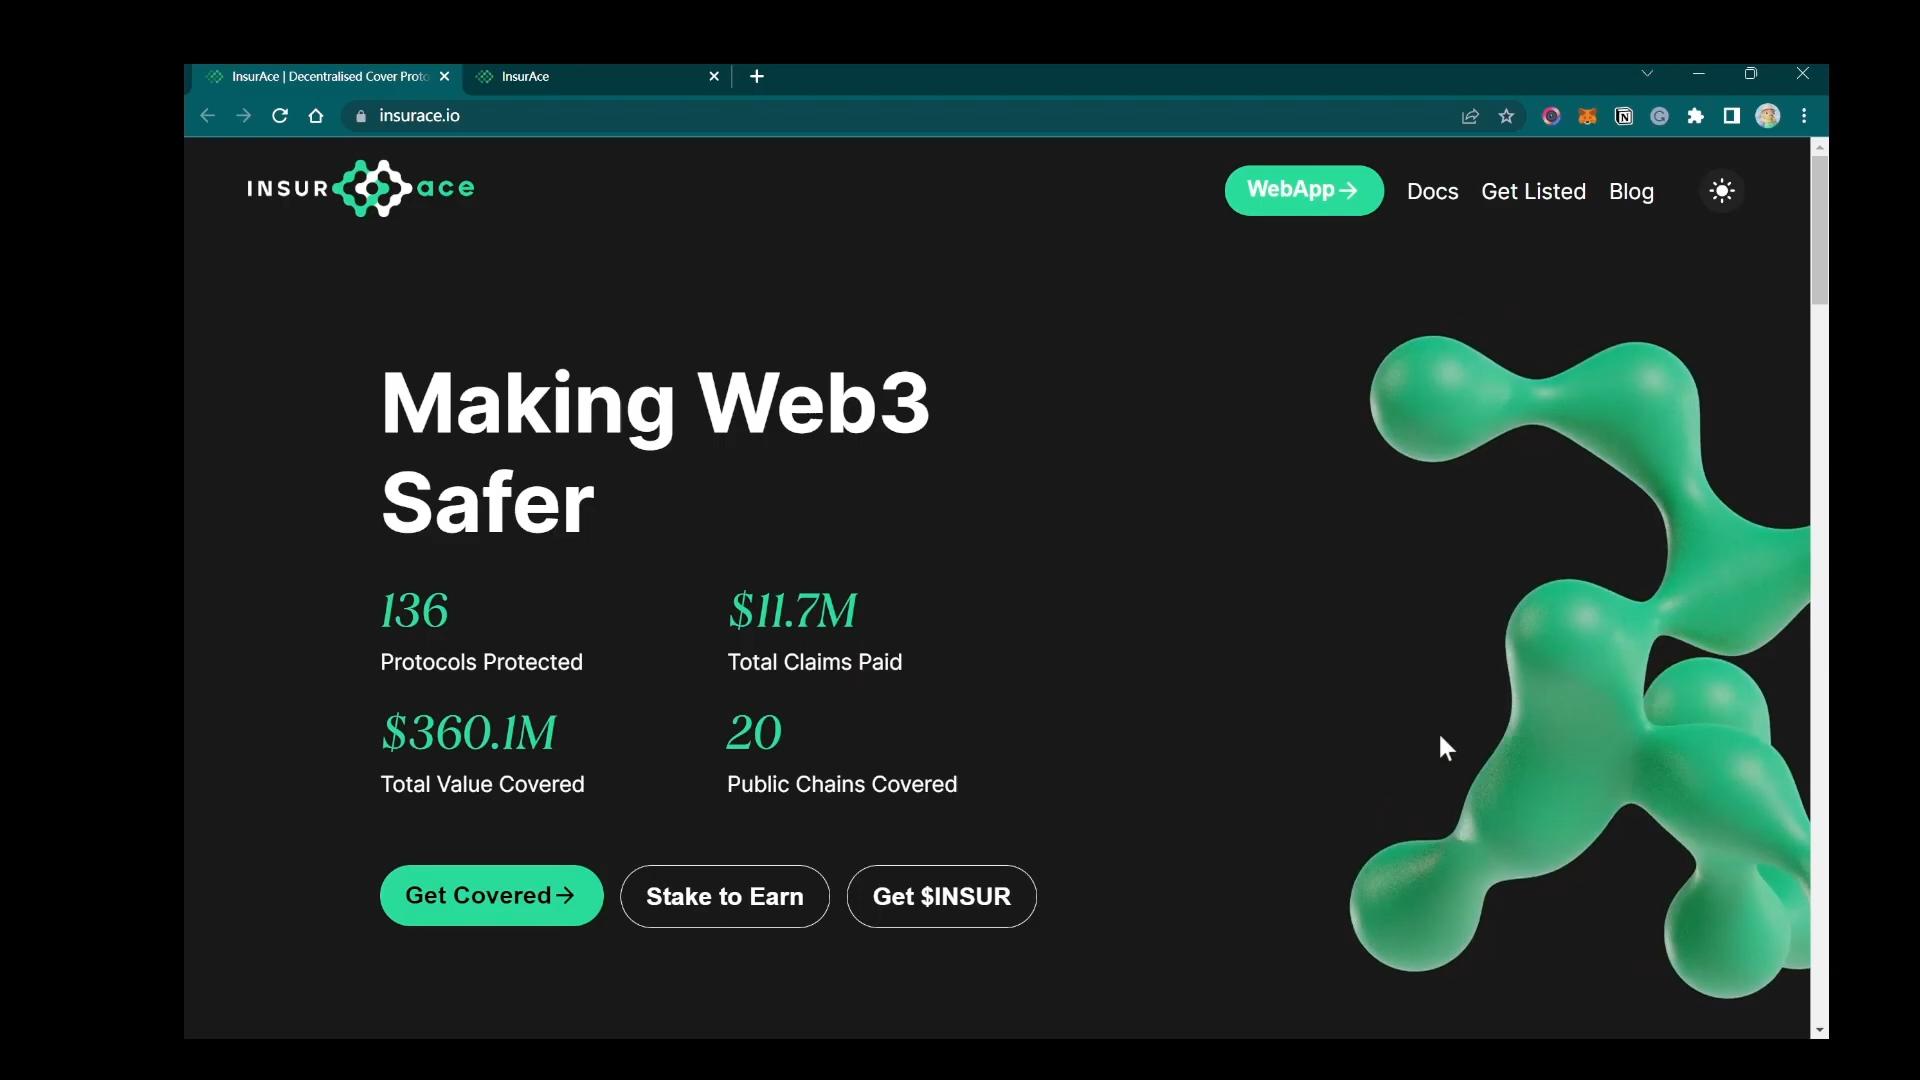 InsurAce | Decentralised Cover Proto
InsurAce
insurace.io
INSUR ace
WebApp→
Docs
Get Listed
Blog
Making Web3
Safer
136
$11.7M
Protocols Protected
Total Claims Paid
$360.1M
20
Total Value Covered
Public Chains Covered
Get Covered→
Stake to Earn
Get $INSUR